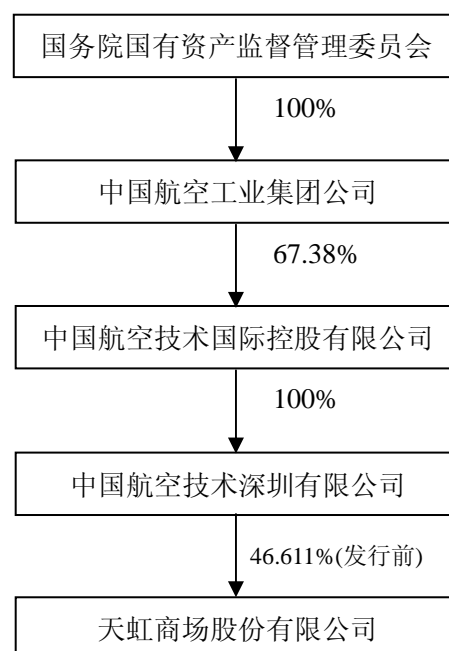 国务院国有资产监督管理委员会
100%
中国航空工业集团公司
67.38%
中国航空技术国际控股有限公司
100%
中国航空技术深圳有限公司
46.611%(发行前)
天虹商场股份有限公司